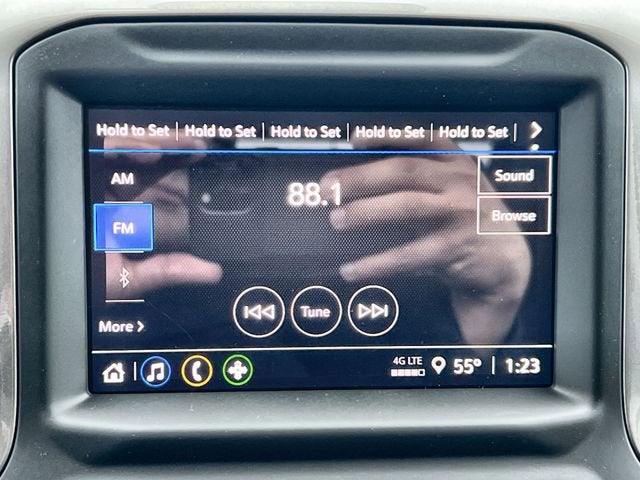 Hold to Set | Hold to Set | Hold to Set | Hold to Set | Hold to Set |
AM
88.1
Sound
FM
Browse
Tune
More
4G LTE
55° | 1:23